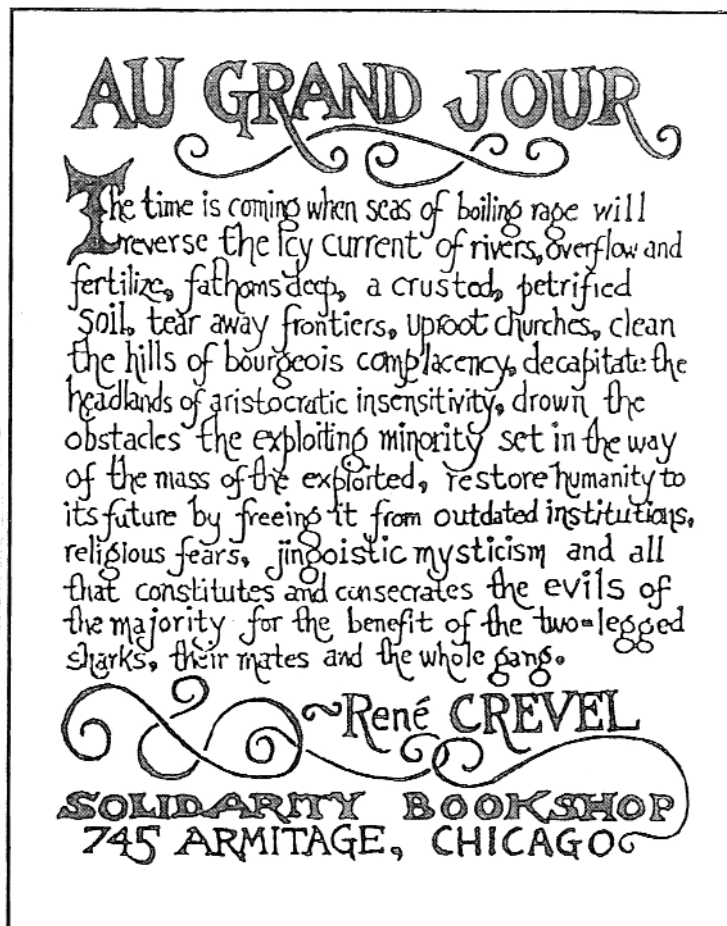 AU GRAND JOUR
The time is coming when seas of boiling rage will
reverse the icy current of rivers, overflow and
fertilize, fathoms deep, a crusted, petrified
soil, tear away frontiers, uproot churches, clean
the hills of bourgeois complacency, decapitate the
headlands of aristocratic insensitivity, drown the
obstacles the exploiting minority set in the way
of the mass of the exploited, restore humanity to
its future by freeing it from outdated institutions,
religious fears, jingoistic mysticism and all
that constitutes and consecrates the evils of
the majority for the benefit of the two-legged
sharks, their mates and the whole gang.
~René CREVEL
SOLIDARITY BOOKSHOP
745 ARMITAGE, CHICAGO